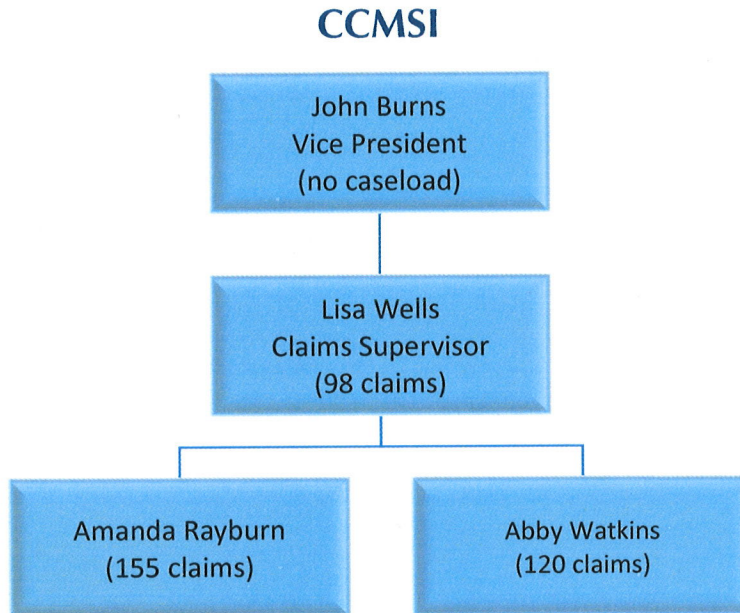 CCMSI
John Burns
Vice President
(no caseload)
Lisa Wells
Claims Supervisor
(98 claims)
Amanda Rayburn
(155 claims)
Abby Watkins
(120 claims)